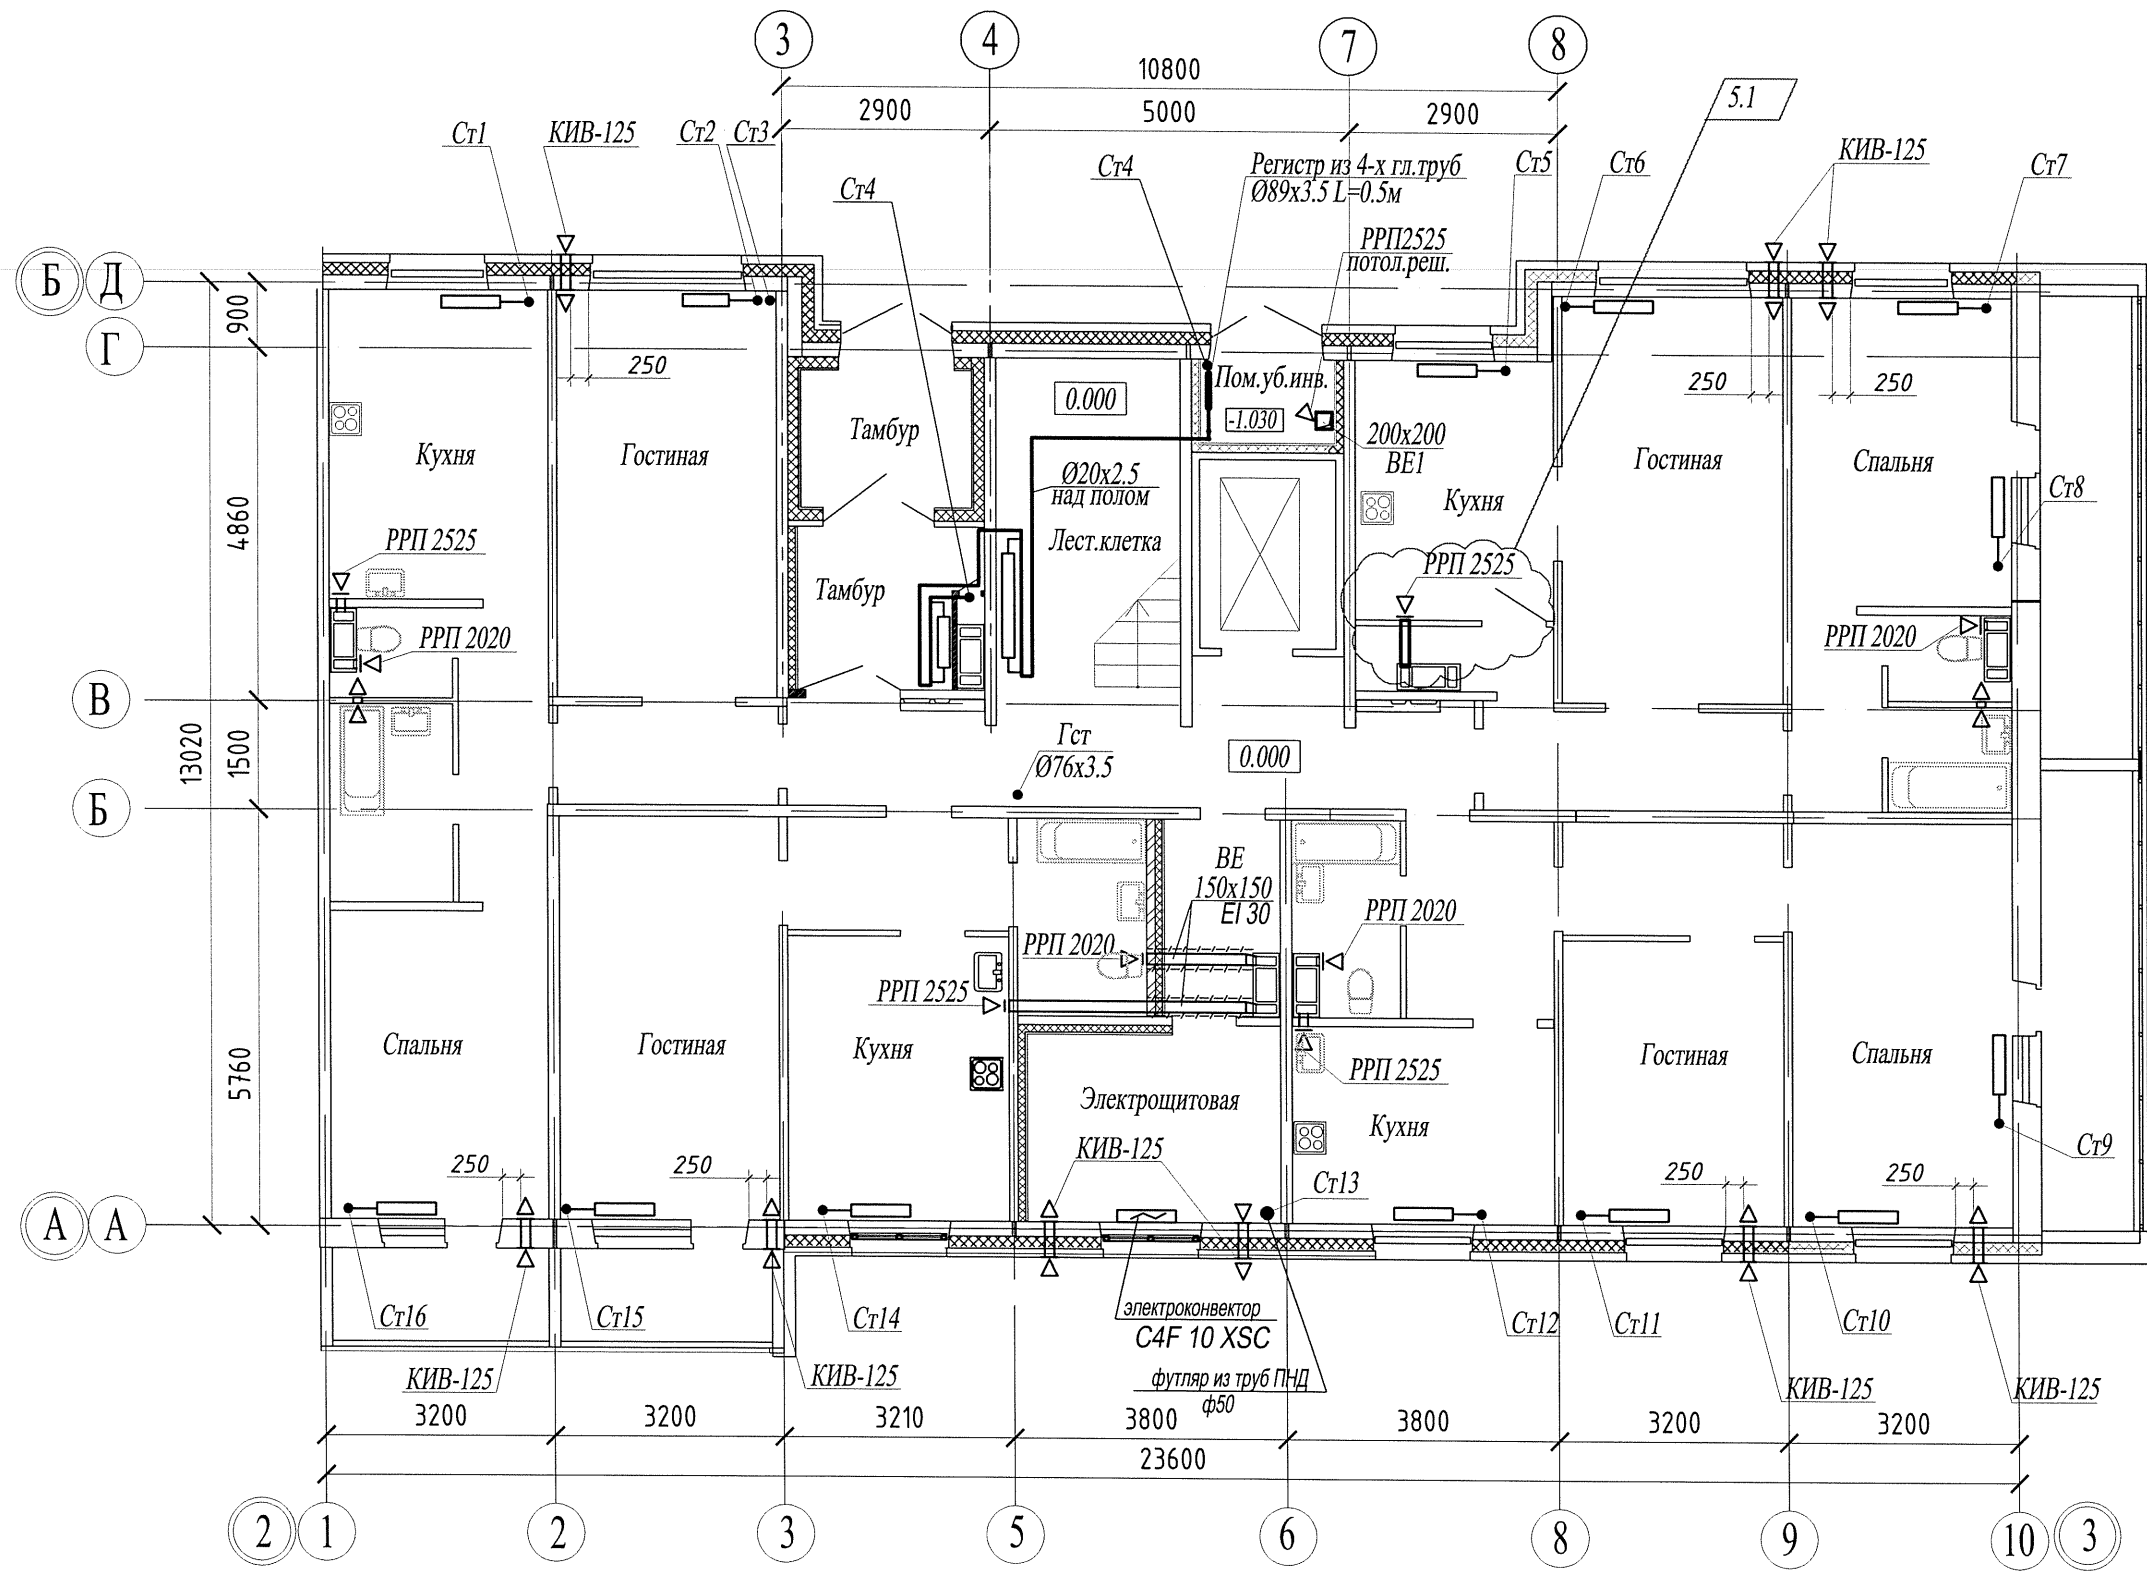 3
4
7
8
10800
2900
5000
2900
5.1
Ст1
КИВ-125
Ст2
Ст3
Ст4
Ст4
Регистр из 4-х гл.труб
Ø89х3.5 L=0.5м
Ст5
Ст6
КИВ-125
Ст7
РРП2525
потол.реш.
Б
Д
Г
900
250
250
250
0.000
Пом.уб.инв.
-1.030
200х200
ВЕ1
Кухня
Гостиная
Тамбур
Ø20х2.5
над полом
Кухня
Гостиная
Спальня
Ст8
4860
РРП 2525
Лест.клетка
РРП 2525
Тамбур
РРП 2020
РРП 2020
В
13020
1500
Гст
Ø76х3.5
0.000
Б
ВЕ
150х150
EI 30
РРП 2020
РРП 2020
РРП 2525
Спальня
Гостиная
Кухня
РРП 2525
Гостиная
Спальня
5760
Электрощитовая
Кухня
КИВ-125
Ст9
250
250
250
250
Ст13
А
А
Ст16
Ст15
Ст14
электроконвектор
C4F 10 XSC
Ст12
Ст11
Ст10
футляр из труб ПНД
ф50
КИВ-125
КИВ-125
КИВ-125
КИВ-125
3200
3200
3210
3800
3800
3200
3200
23600
2
1
2
3
5
6
8
9
10
3